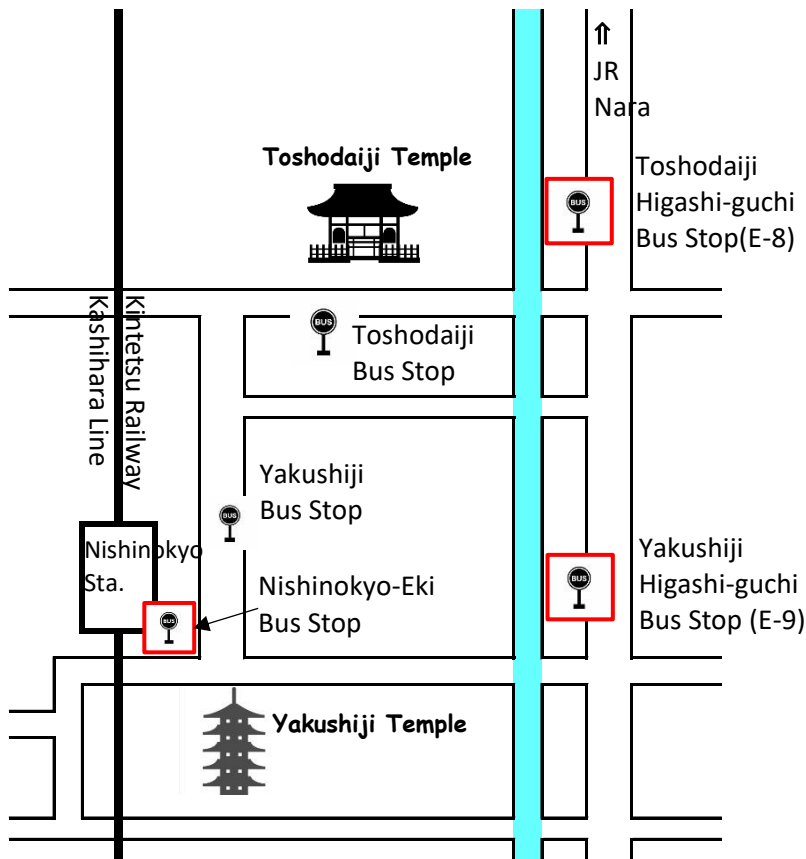 ⇑
JR
Nara
Toshodaiji Temple
BUS
Toshodaiji
Higashi-guchi
Bus Stop(E-8)
Kintetsu Railway
Kashihara Line
BUS
Toshodaiji
Bus Stop
Yakushiji
Bus Stop
BUS
Nishinokyo
Sta.
BUS
Nishinokyo-Eki
Bus Stop
BUS
Yakushiji
Higashi-guchi
Bus Stop (E-9)
Yakushiji Temple